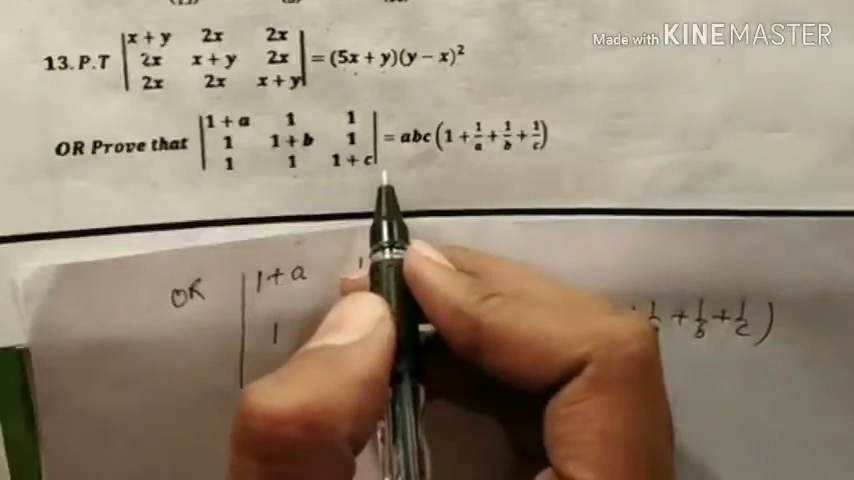 Made with KINEMASTER
x + y 2x 2x
13. P.T 2x x + y 2x = (5x + y)(y − x)²
2x 2x x + y
1 + a 1 1
OR Prove that 1 1 + b 1 = abc (1 + 1/a + 1/b + 1/c)
1 1 1 + c
OR 1+a
1 + 1/b + 1/c )